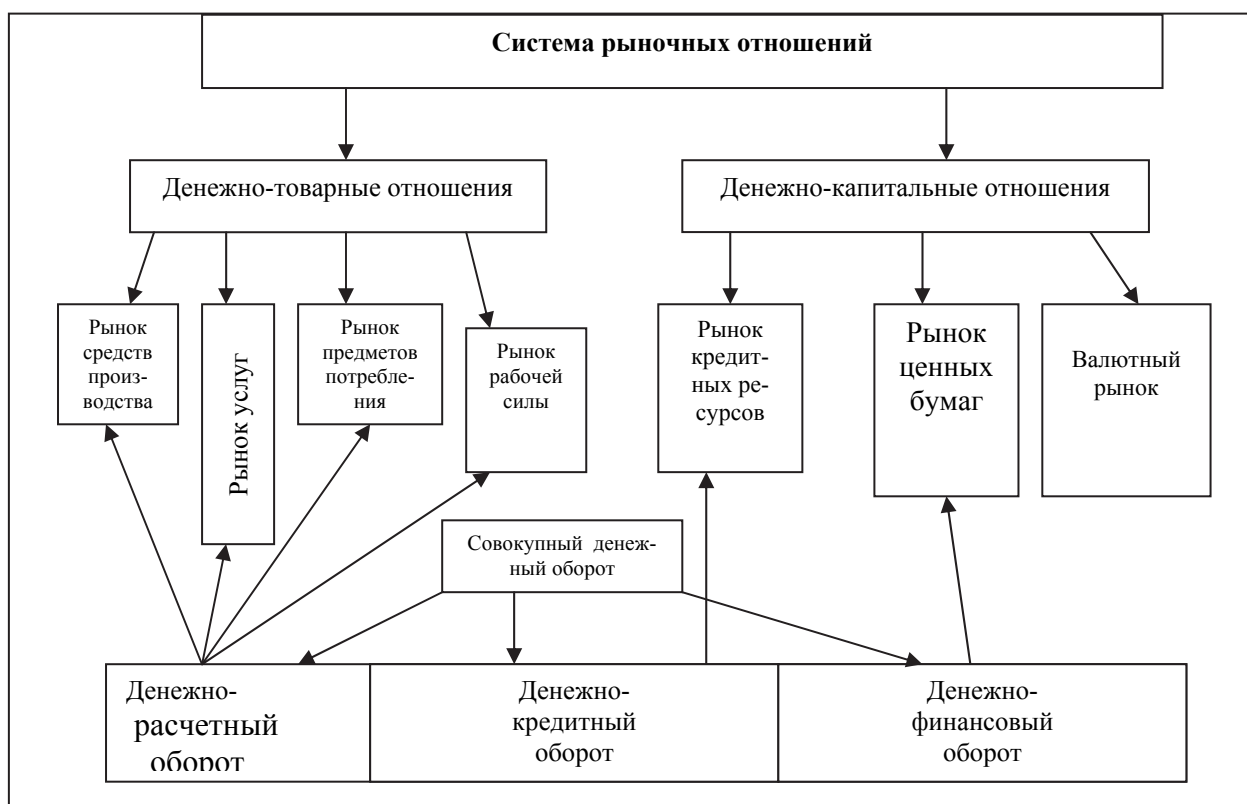 Система рыночных отношений
Денежно-товарные отношения
Денежно-капитальные отношения
Рынок
средств
произ-
водства
Рынок услуг
Рынок
предметов
потребле-
ния
Рынок
рабочей
силы
Рынок
кредит-
ных ре-
сурсов
Рынок
ценных
бумаг
Валютный
рынок
Совокупный денеж-
ный оборот
Денежно-
расчетный
оборот
Денежно-
кредитный
оборот
Денежно-
финансовый
оборот